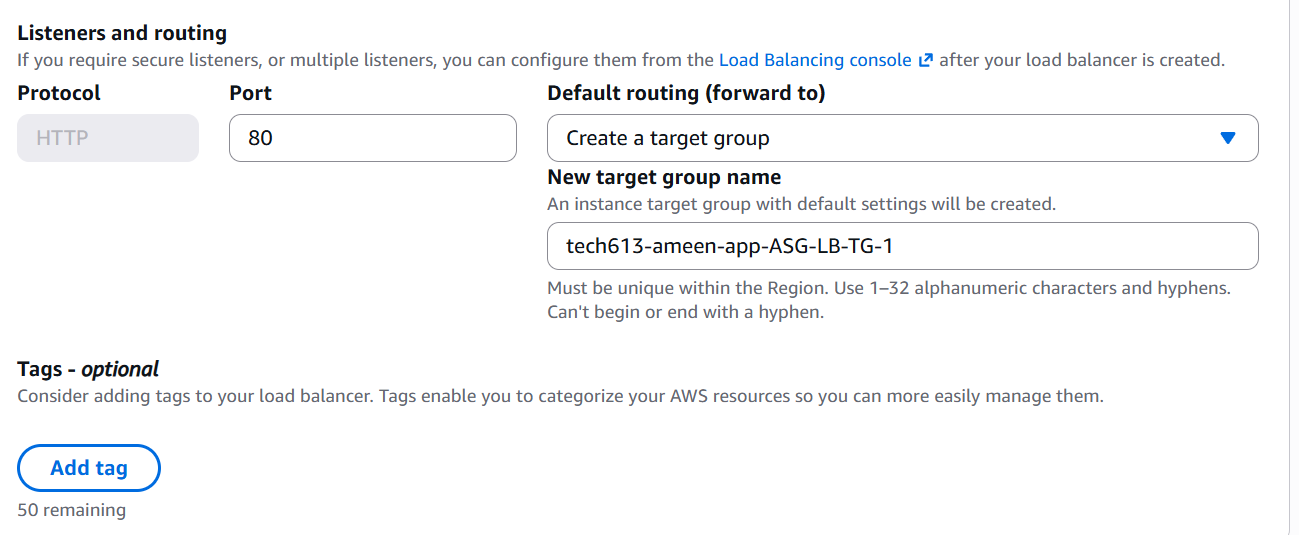 Listeners and routing
If you require secure listeners, or multiple listeners, you can configure them from the Load Balancing console after your load balancer is created.
Protocol
Port
Default routing (forward to)
HTTP
80
Create a target group
New target group name
An instance target group with default settings will be created.
tech613-ameen-app-ASG-LB-TG-1
Must be unique within the Region. Use 1–32 alphanumeric characters and hyphens.
Can't begin or end with a hyphen.
Tags - optional
Consider adding tags to your load balancer. Tags enable you to categorize your AWS resources so you can more easily manage them.
Add tag
50 remaining